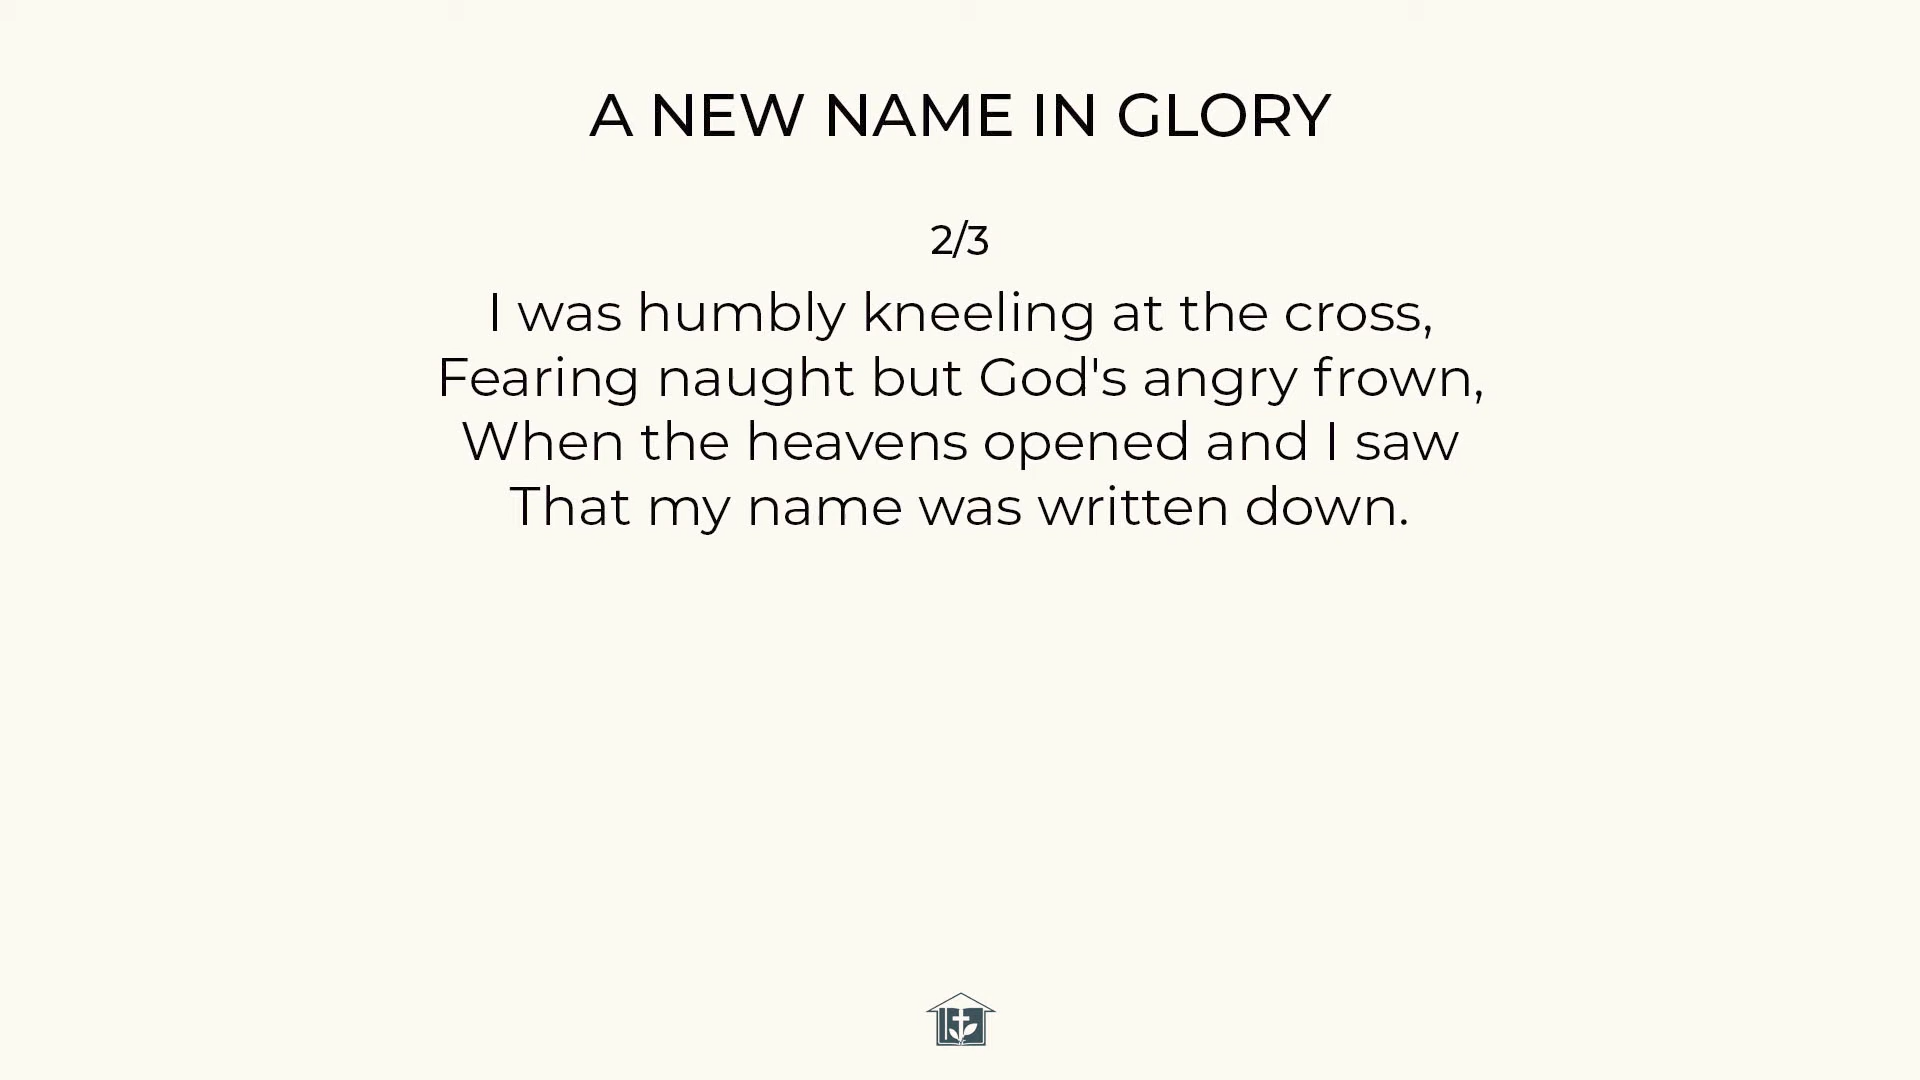 A NEW NAME IN GLORY
2/3
I was humbly kneeling at the cross,
Fearing naught but God's angry frown,
When the heavens opened and I saw
That my name was written down.